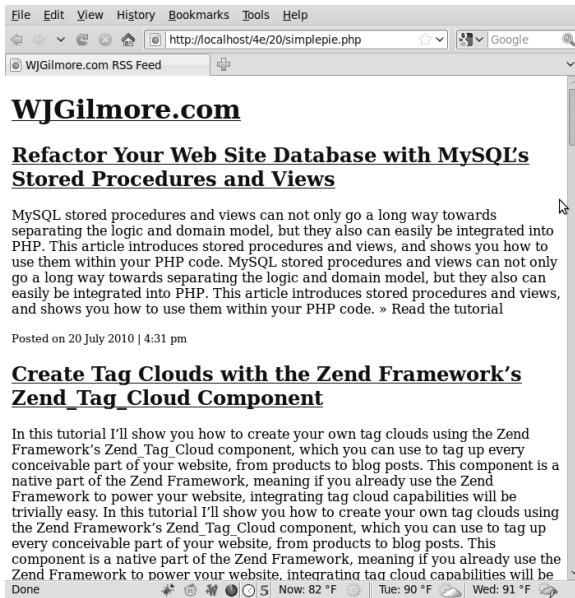 File Edit View History Bookmarks Tools Help
http://localhost/4e/20/simplepie.php
Google
WJGilmore.com RSS Feed
WJGilmore.com
Refactor Your Web Site Database with MySQL’s
Stored Procedures and Views
MySQL stored procedures and views can not only go a long way towards
separating the logic and domain model, but they also can easily be integrated into
PHP. This article introduces stored procedures and views, and shows you how to
use them within your PHP code. MySQL stored procedures and views can not only
go a long way towards separating the logic and domain model, but they also can
easily be integrated into PHP. This article introduces stored procedures and views,
and shows you how to use them within your PHP code. » Read the tutorial
Posted on 20 July 2010 | 4:31 pm
Create Tag Clouds with the Zend Framework’s
Zend_Tag_Cloud Component
In this tutorial I’ll show you how to create your own tag clouds using the Zend
Framework’s Zend_Tag_Cloud component, which you can use to tag up every
conceivable part of your website, from products to blog posts. This component is a
native part of the Zend Framework, meaning if you already use the Zend
Framework to power your website, integrating tag cloud capabilities will be
trivially easy. In this tutorial I’ll show you how to create your own tag clouds using
the Zend Framework’s Zend_Tag_Cloud component, which you can use to tag up
every conceivable part of your website, from products to blog posts. This
component is a native part of the Zend Framework, meaning if you already use the
Zend Framework to power your website, integrating tag cloud capabilities will be
Done 5 Now: 82 °F Tue: 90 °F Wed: 91 °F